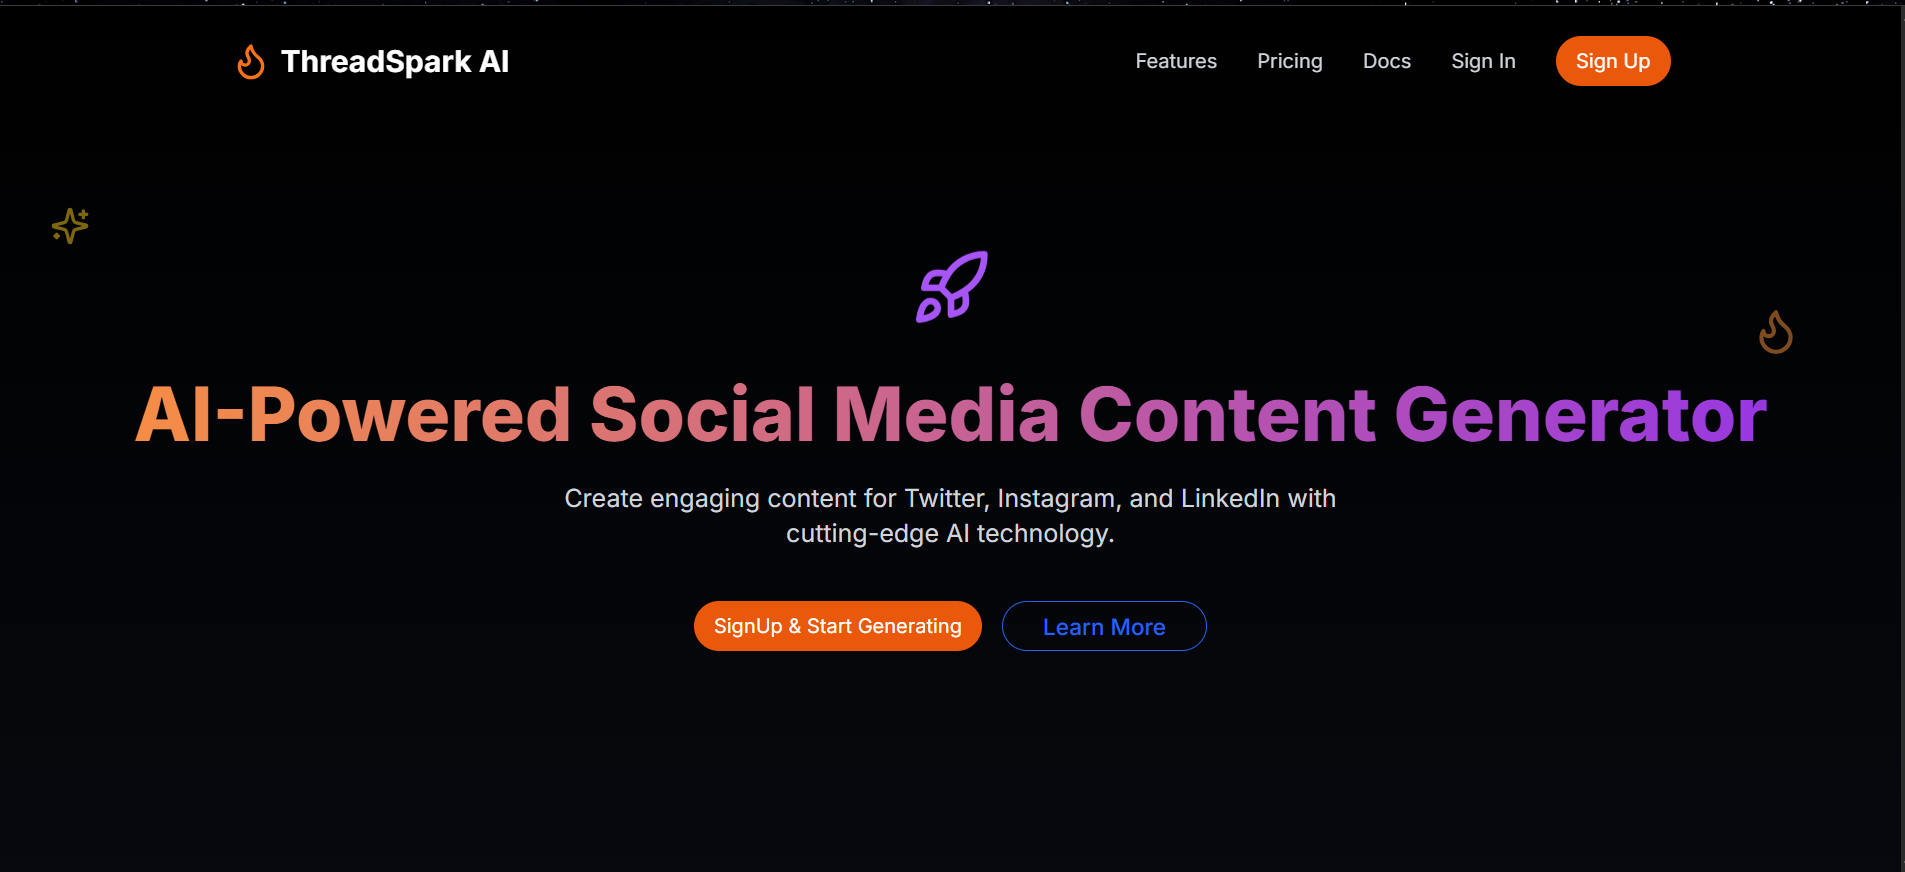 ThreadSpark AI
Features
Pricing
Docs
Sign In
Sign Up
AI-Powered Social Media Content Generator
Create engaging content for Twitter, Instagram, and LinkedIn with
cutting-edge AI technology.
SignUp & Start Generating
Learn More